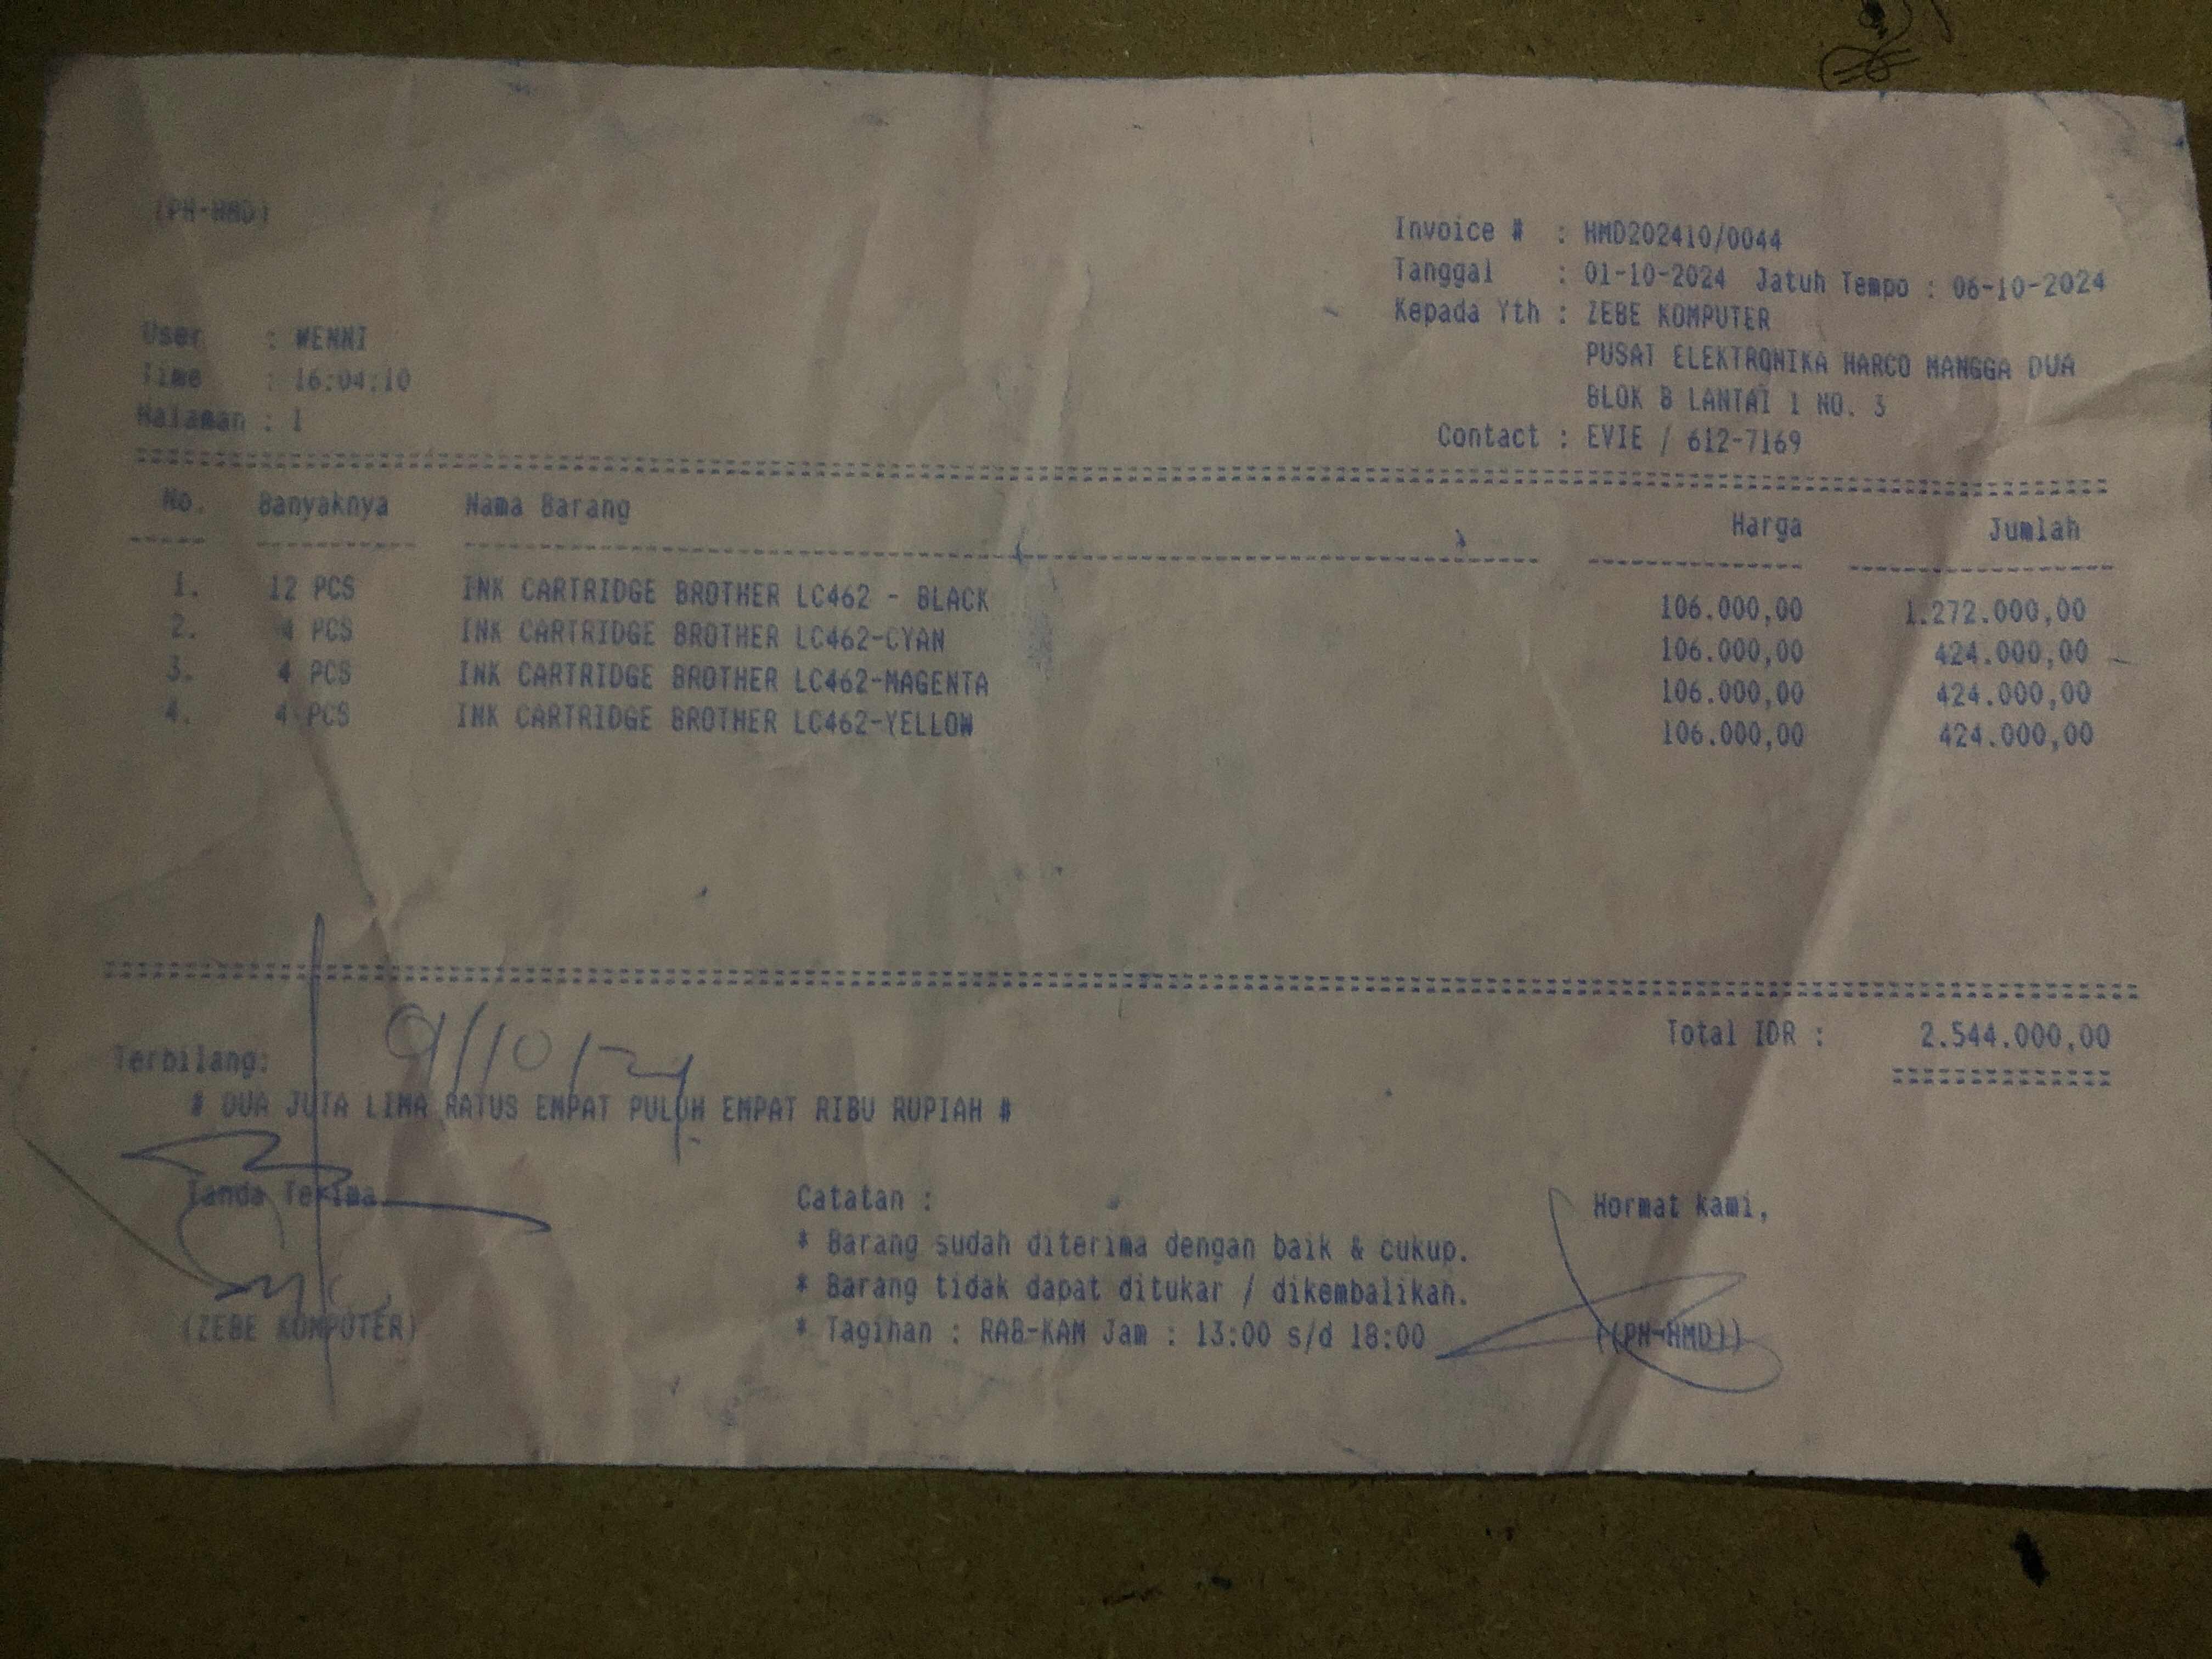 (PH-HMD)
Invoice # : HMD202410/0044
Tanggal : 01-10-2024 Jatuh Tempo : 06-10-2024
Kepada Yth : ZEBE KOMPUTER
PUSAT ELEKTRONIKA HARCO MANGGA DUA
BLOK B LANTAI 1 NO. 3
Contact : EVIE / 612-7169
User : WENNI
Time : 16:04:10
Halaman : 1
No. Banyaknya Nama Barang Harga Jumlah
1. 12 PCS INK CARTRIDGE BROTHER LC462 - BLACK 106.000,00 1.272.000,00
2. 4 PCS INK CARTRIDGE BROTHER LC462-CYAN 106.000,00 424.000,00
3. 4 PCS INK CARTRIDGE BROTHER LC462-MAGENTA 106.000,00 424.000,00
4. 4 PCS INK CARTRIDGE BROTHER LC462-YELLOW 106.000,00 424.000,00
Total IDR : 2.544.000,00
Terbilang:
# DUA JUTA LIMA RATUS EMPAT PULUH EMPAT RIBU RUPIAH #
Tanda Terima
(ZEBE KOMPUTER)
Catatan :
* Barang sudah diterima dengan baik & cukup.
* Barang tidak dapat ditukar / dikembalikan.
* Tagihan : RAB-KAM Jam : 13:00 s/d 18:00
Hormat kami,
((PH-HMD))